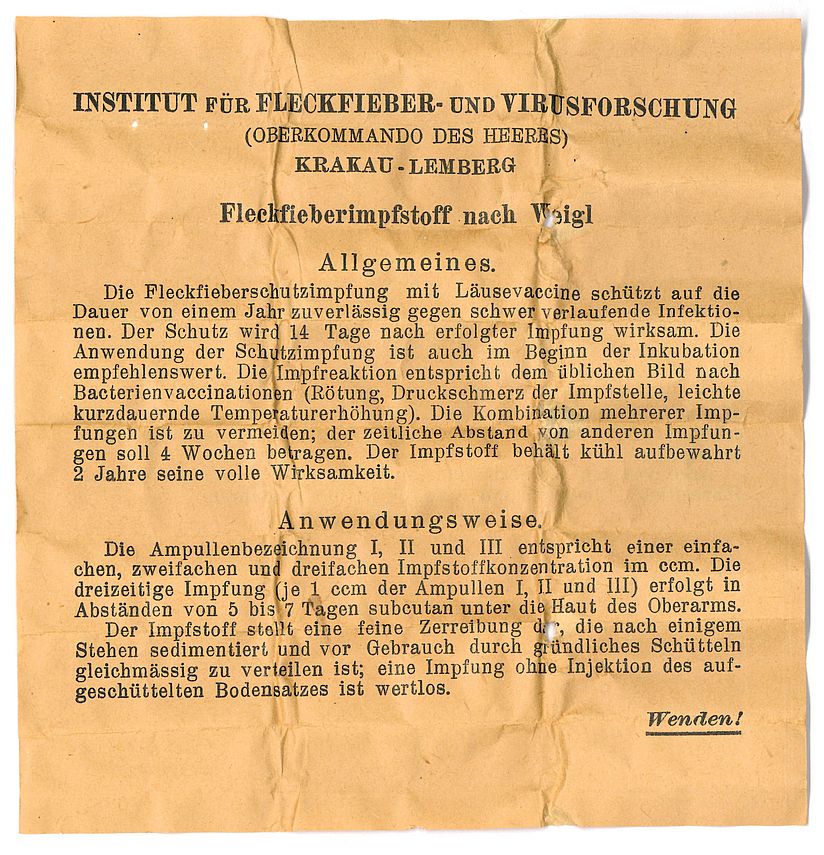 INSTITUT FÜR FLECKFIEBER- UND VIRUSFORSCHUNG
(OBERKOMMANDO DES HEERES)
KRAKAU-LEMBERG
Fleckfieberimpfstoff nach Weigl
Allgemeines.
Die Fleckfieberschutzimpfung mit Läusevaccine schützt auf die
Dauer von einem Jahr zuverlässig gegen schwer verlaufende Infektio-
nen. Der Schutz wird 14 Tage nach erfolgter Impfung wirksam. Die
Anwendung der Schutzimpfung ist auch im Beginn der Inkubation
empfehlenswert. Die Impfreaktion entspricht dem üblichen Bild nach
Bacterienvaccinationen (Rötung, Druckschmerz der Impfstelle, leichte
kurzdauernde Temperaturerhöhung). Die Kombination mehrerer Imp-
fungen ist zu vermeiden; der zeitliche Abstand von anderen Impfun-
gen soll 4 Wochen betragen. Der Impfstoff behält kühl aufbewahrt
2 Jahre seine volle Wirksamkeit.
Anwendungsweise.
Die Ampullenbezeichnung I, II und III entspricht einer einfa-
chen, zweifachen und dreifachen Impfstoffkonzentration im ccm. Die
dreizeitige Impfung (je 1 ccm der Ampullen I, II und III) erfolgt in
Abständen von 5 bis 7 Tagen subcutan unter die Haut des Oberarms.
Der Impfstoff stellt eine feine Zerreibung dar, die nach einigem
Stehen sedimentiert und vor Gebrauch durch gründliches Schütteln
gleichmässig zu verteilen ist; eine Impfung ohne Injektion des auf-
geschüttelten Bodensatzes ist wertlos.
Wenden!